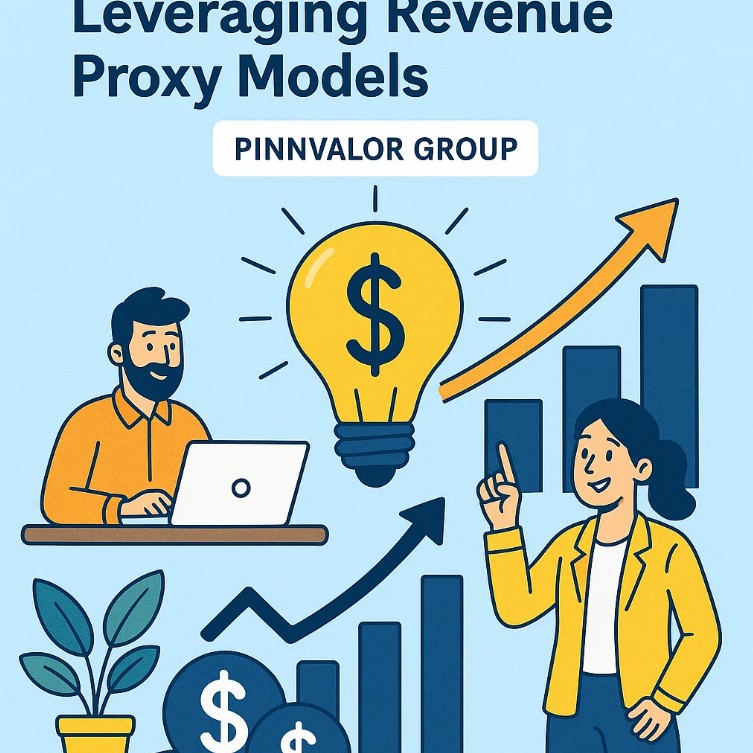 Leveraging Revenue
Proxy Models
PINNVALOR GROUP
$
$
$